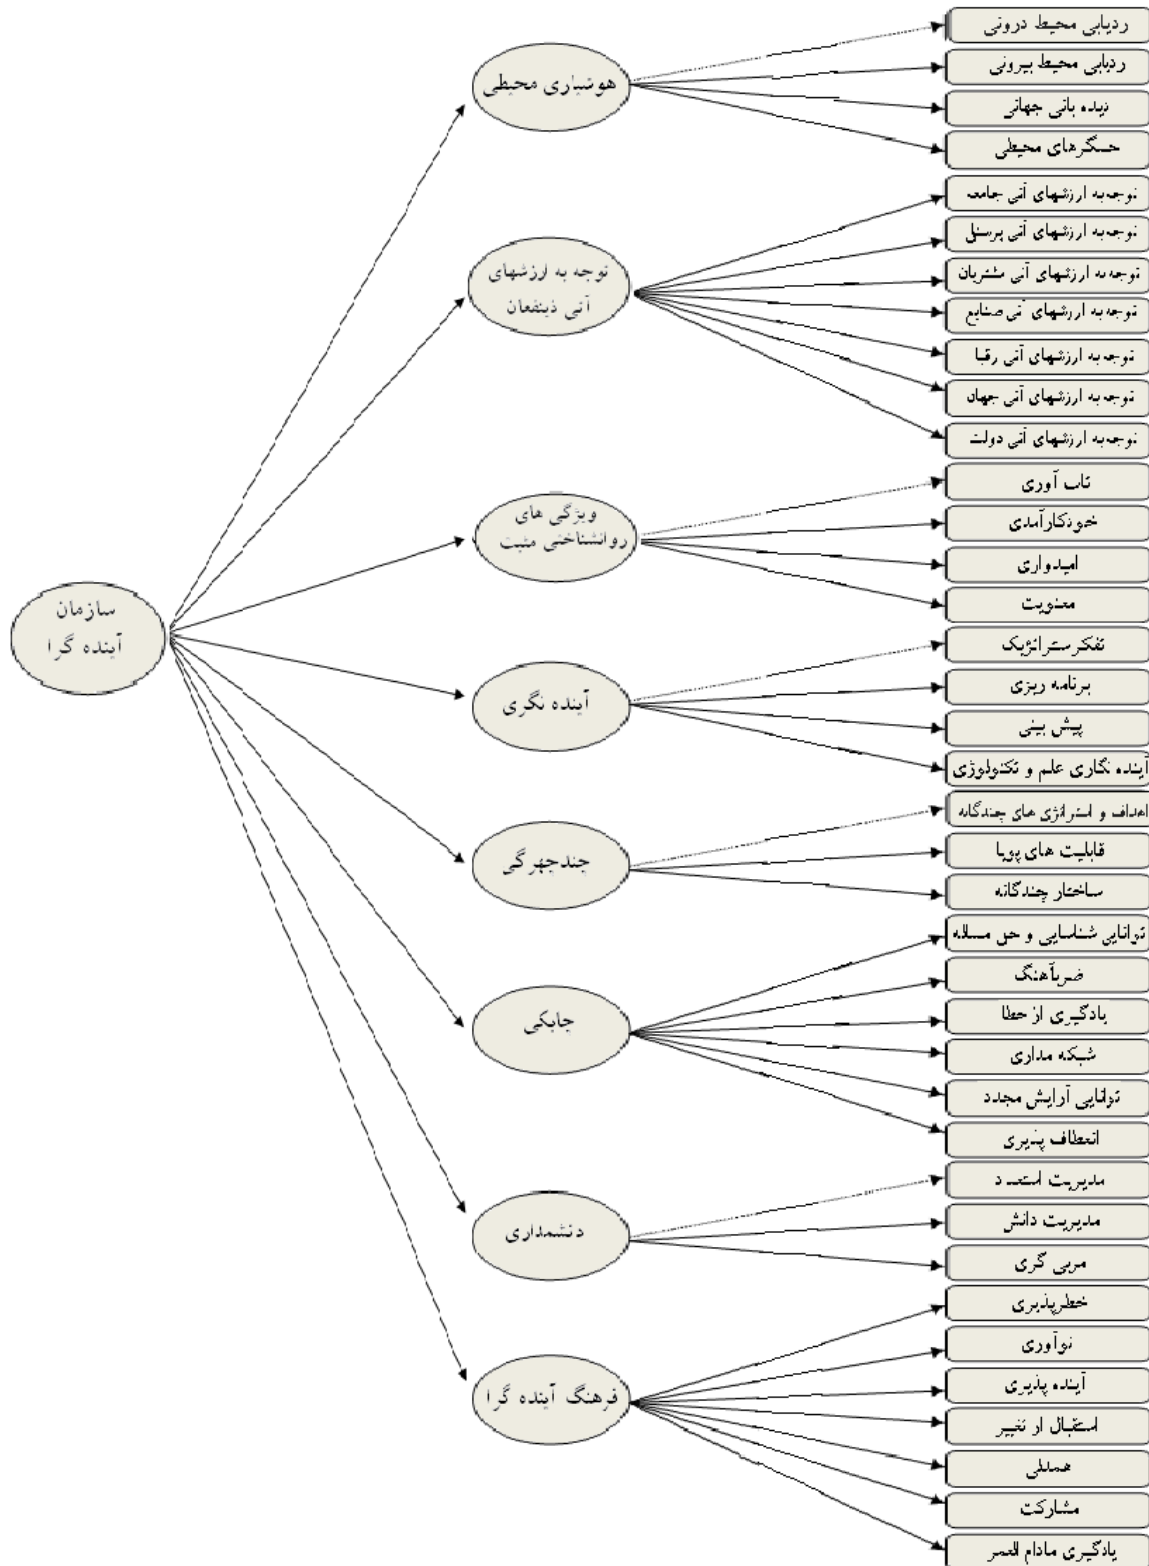 سازمان
آینده گرا
هوشیاری محیطی
ردیابی محیط درونی
ردیابی محیط بیرونی
دیده بانی جهانی
حسگرهای محیطی
توجه به ارزشهای
آتی ذینفعان
توجه به ارزشهای آتی جامعه
توجه به ارزشهای آتی پرسنل
توجه به ارزشهای آتی مشتریان
توجه به ارزشهای آتی صنایع
توجه به ارزشهای آتی رقبا
توجه به ارزشهای آتی جهان
توجه به ارزشهای آتی دولت
ویژگی های
روانشناختی مثبت
تاب آوری
خودکارآمدی
امیدواری
معنویت
آینده نگری
تفکر ستراتژیک
برنامه ریزی
پیش بینی
آینده نگاری علم و تکنولوژی
چندچهرگی
اهداف و استراتژی های چندگانه
قابلیت های پویا
ساختار چندگانه
چابکی
توانایی شناسایی و حل مساله
ضربآهنگ
یادگیری از خطا
شبکه مداری
توانایی آرایش مجدد
انعطاف پذیری
دنشمداری
مدیریت استعدد
مدیریت دانش
مربی گری
فرهنگ آینده گرا
خطرپذیری
نوآوری
آینده پذیری
استقبال از تغییر
همدلی
مشارکت
یادگیری مادام العمر